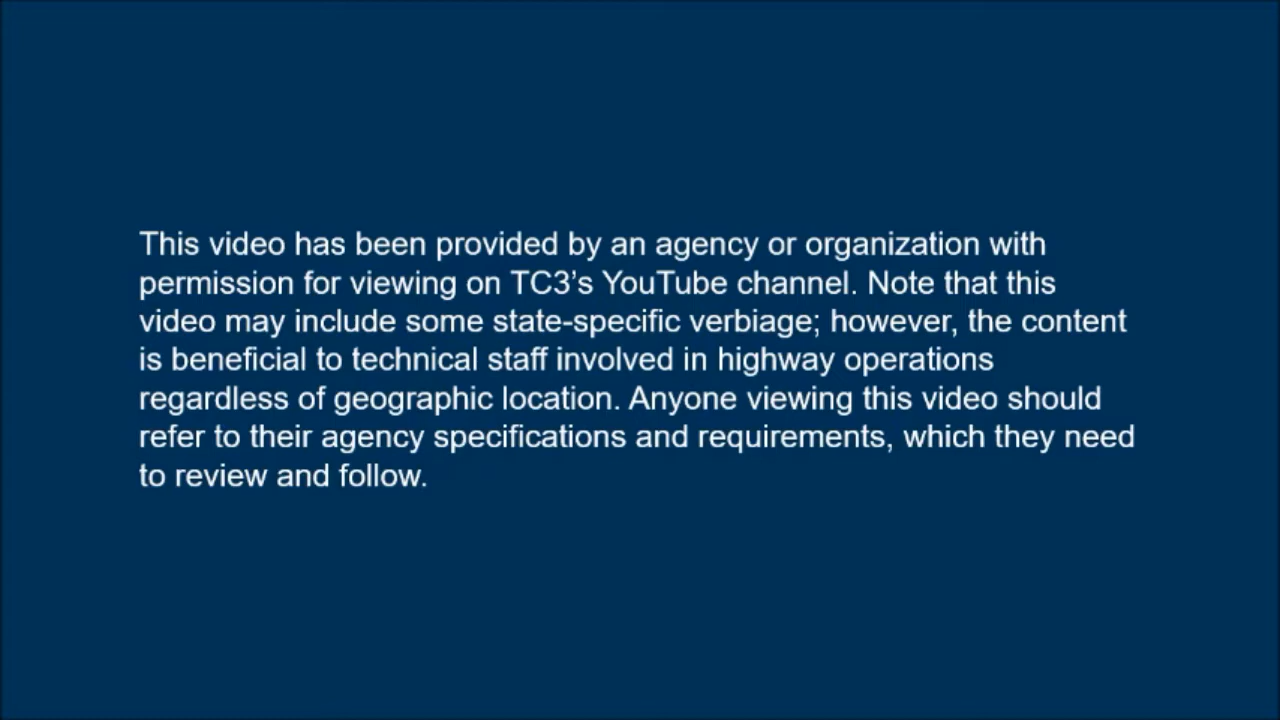 This video has been provided by an agency or organization with
permission for viewing on TC3’s YouTube channel. Note that this
video may include some state-specific verbiage; however, the content
is beneficial to technical staff involved in highway operations
regardless of geographic location. Anyone viewing this video should
refer to their agency specifications and requirements, which they need
to review and follow.